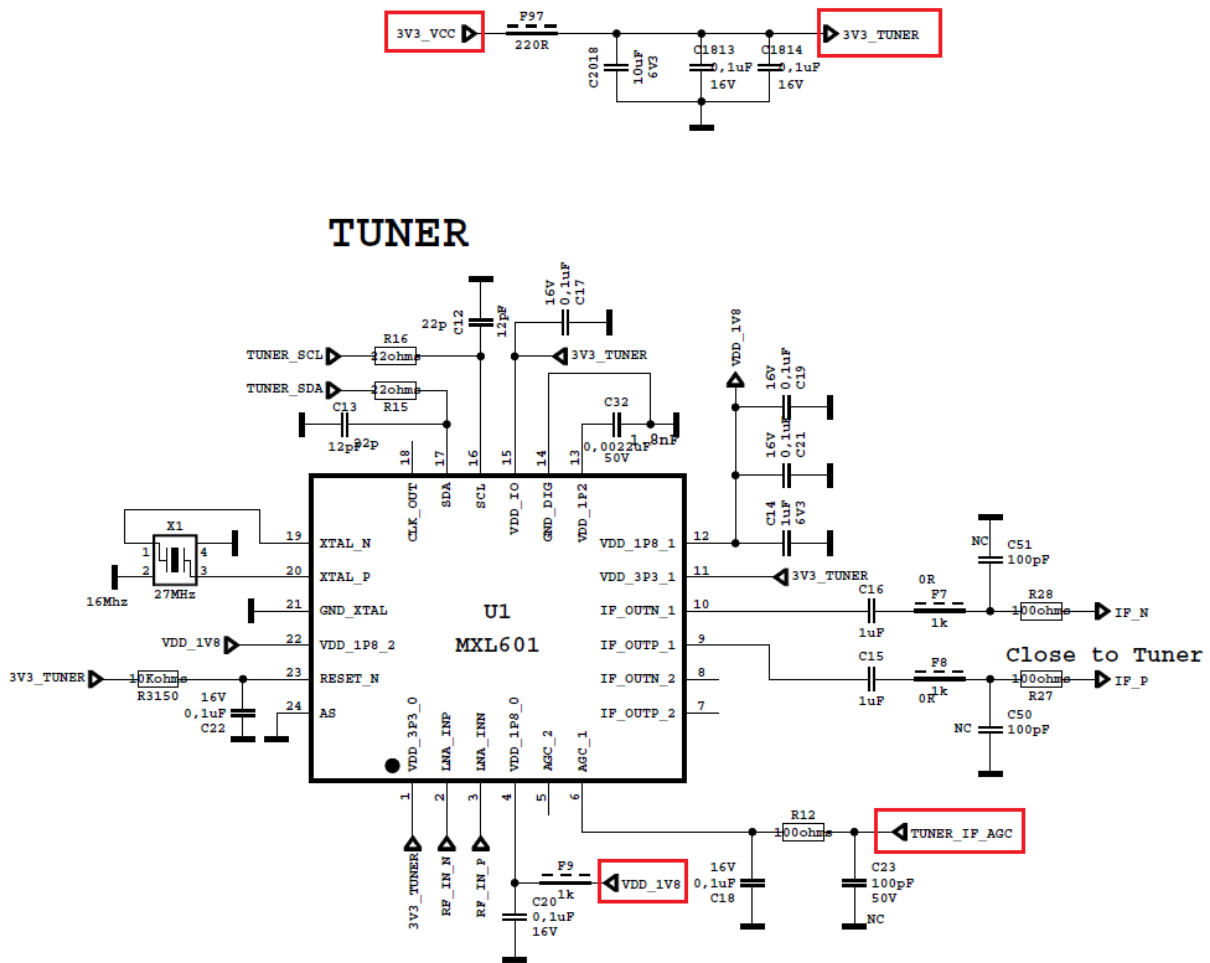 3V3_VCC
F97
220R
C2018
10uF
6V3
C1813
0,1uF
16V
C1814
0,1uF
16V
3V3_TUNER
TUNER
TUNER_SCL
R16
22ohms
22p
C12
12pF
16V
0,1uF
C17
3V3_TUNER
TUNER_SDA
22ohms
R15
C13
12pF
22p
C32
0,0022uF
50V
1.8nF
VDD_1V8
16V
0,1uF
C19
16V
0,1uF
C21
C14
1uF
6V3
18
17
16
15
14
13
CLK_OUT
SDA
SCL
VDD_IO
GND_DIG
VDD_1P2
X1
1
4
2
3
16Mhz
27MHz
19
XTAL_N
20
XTAL_P
21
GND_XTAL
VDD_1V8
22
VDD_1P8_2
3V3_TUNER
10Kohms
R3150
16V
0,1uF
C22
23
RESET_N
24
AS
U1
MXL601
VDD_1P8_1
12
VDD_3P3_1
11
3V3_TUNER
IF_OUTN_1
10
IF_OUTP_1
9
IF_OUTN_2
8
IF_OUTP_2
7
C16
1uF
0R
F7
1k
NC
C51
100pF
R28
100ohms
IF_N
Close to Tuner
C15
1uF
F8
1k
0R
100ohms
R27
IF_P
NC
C50
100pF
VDD_3P3_0
LNA_INP
LNA_INN
VDD_1P8_0
AGC_2
AGC_1
1
2
3
4
5
6
3V3_TUNER
RF_IN_N
RF_IN_P
F9
1k
VDD_1V8
C20
0,1uF
16V
R12
100ohms
TUNER_IF_AGC
16V
0,1uF
C18
C23
100pF
50V
NC